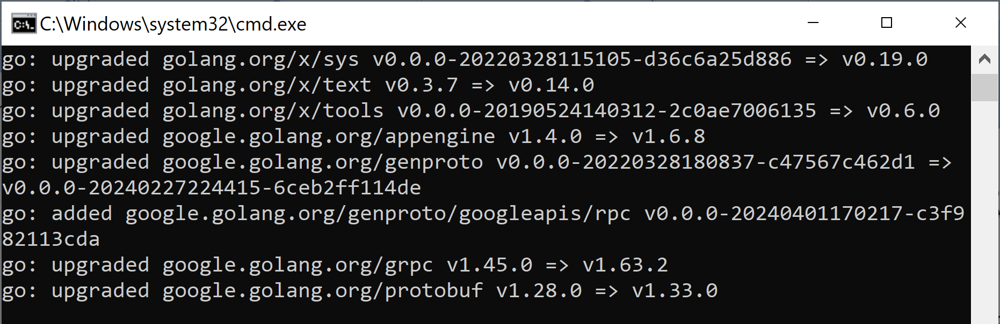 C:\Windows\system32\cmd.exe
go: upgraded golang.org/x/sys v0.0.0-20220328115105-d36c6a25d886 => v0.19.0
go: upgraded golang.org/x/text v0.3.7 => v0.14.0
go: upgraded golang.org/x/tools v0.0.0-20190524140312-2c0ae7006135 => v0.6.0
go: upgraded google.golang.org/appengine v1.4.0 => v1.6.8
go: upgraded google.golang.org/genproto v0.0.0-20220328180837-c47567c462d1 =>
v0.0.0-20240227224415-6ceb2ff114de
go: added google.golang.org/genproto/googleapis/rpc v0.0.0-20240401170217-c3f9
82113cda
go: upgraded google.golang.org/grpc v1.45.0 => v1.63.2
go: upgraded google.golang.org/protobuf v1.28.0 => v1.33.0